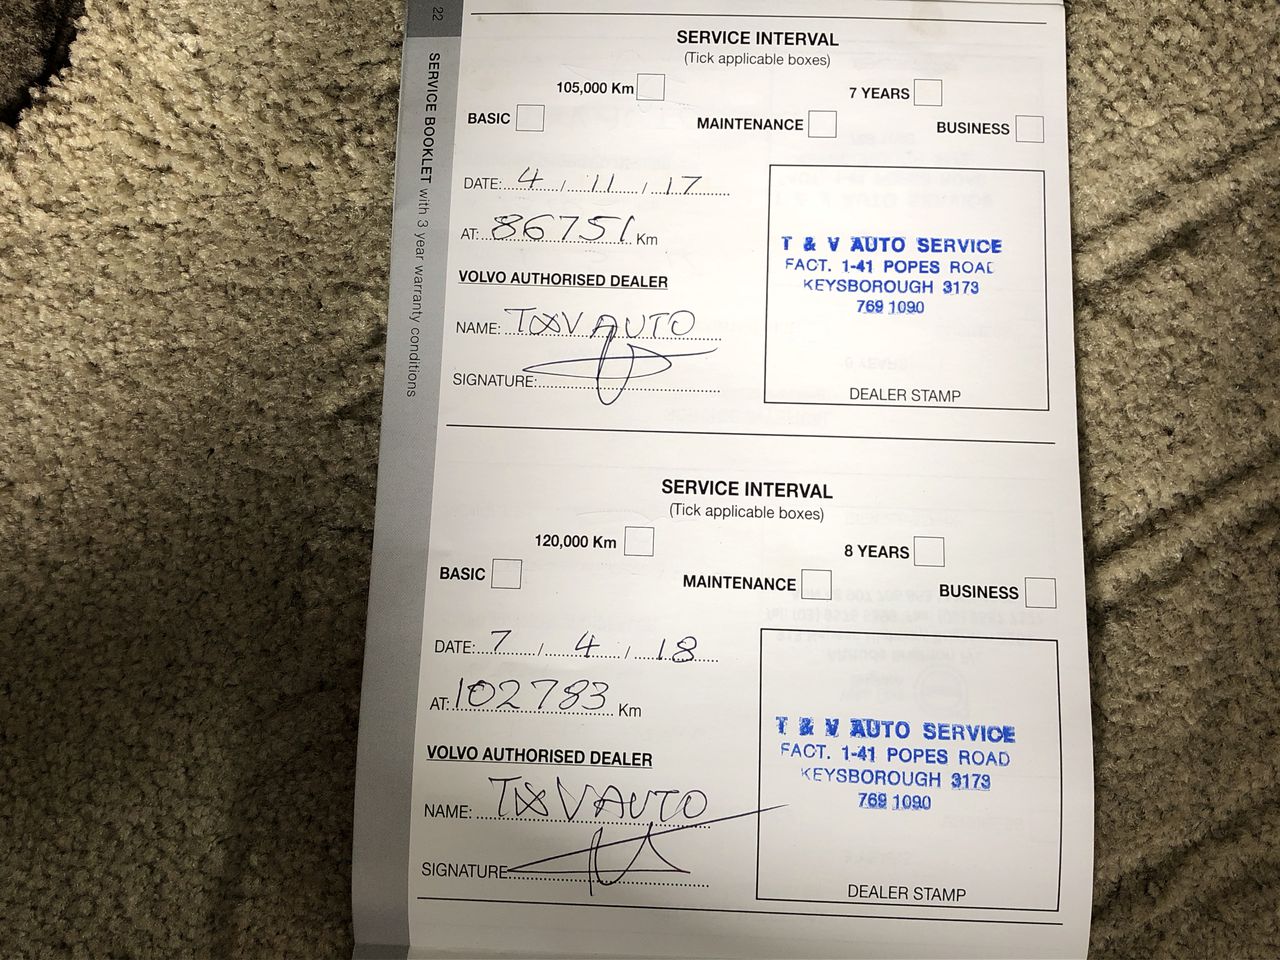 22
SERVICE BOOKLET with 3 year warranty conditions
SERVICE INTERVAL
(Tick applicable boxes)
105,000 Km 7 YEARS
BASIC MAINTENANCE BUSINESS
DATE: 4 / 11 / 17
AT: 86751 Km
VOLVO AUTHORISED DEALER
NAME: T&V AUTO
SIGNATURE:
T & V AUTO SERVICE
FACT. 1-41 POPES ROAD
KEYSBOROUGH 3173
769 1090
DEALER STAMP
SERVICE INTERVAL
(Tick applicable boxes)
120,000 Km 8 YEARS
BASIC MAINTENANCE BUSINESS
DATE: 7 / 4 / 18
AT: 102783 Km
VOLVO AUTHORISED DEALER
NAME: T&V AUTO
SIGNATURE
T & V AUTO SERVICE
FACT. 1-41 POPES ROAD
KEYSBOROUGH 3173
769 1090
DEALER STAMP